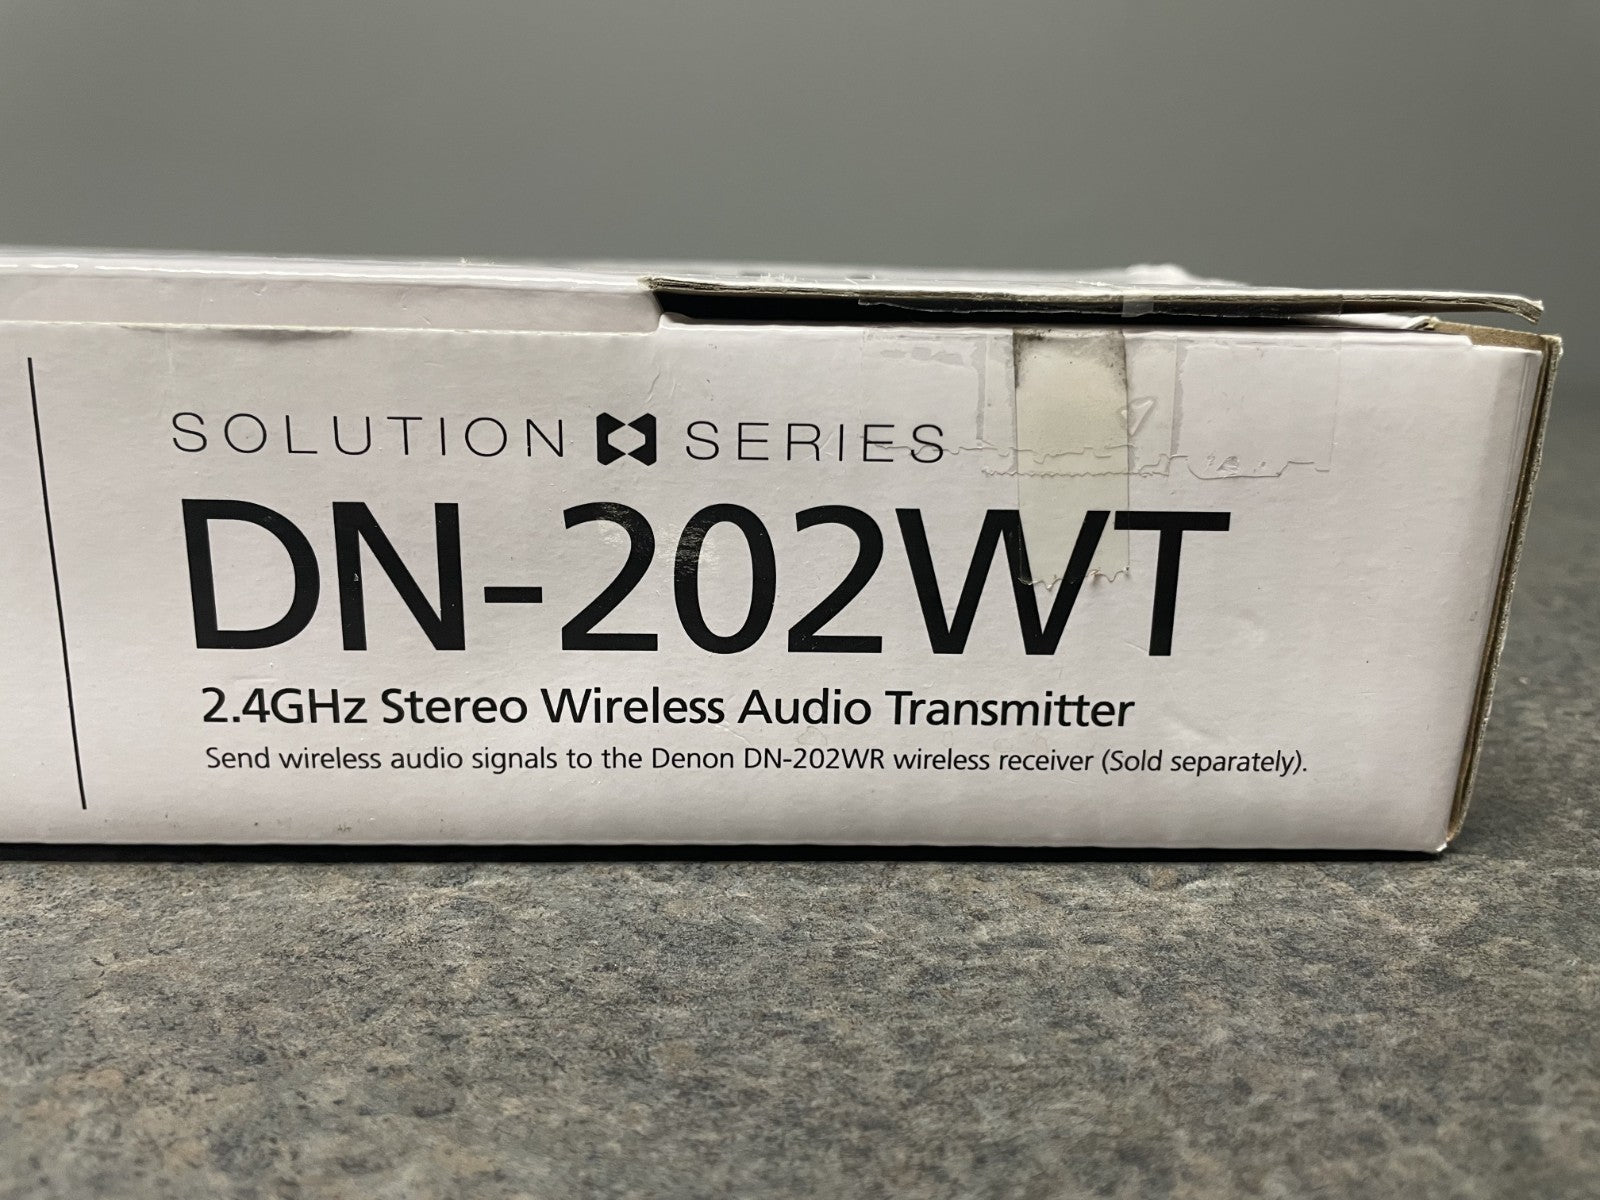 SOLUTION SERIES
DN-202WT
2.4GHz Stereo Wireless Audio Transmitter
Send wireless audio signals to the Denon DN-202WR wireless receiver (Sold separately).